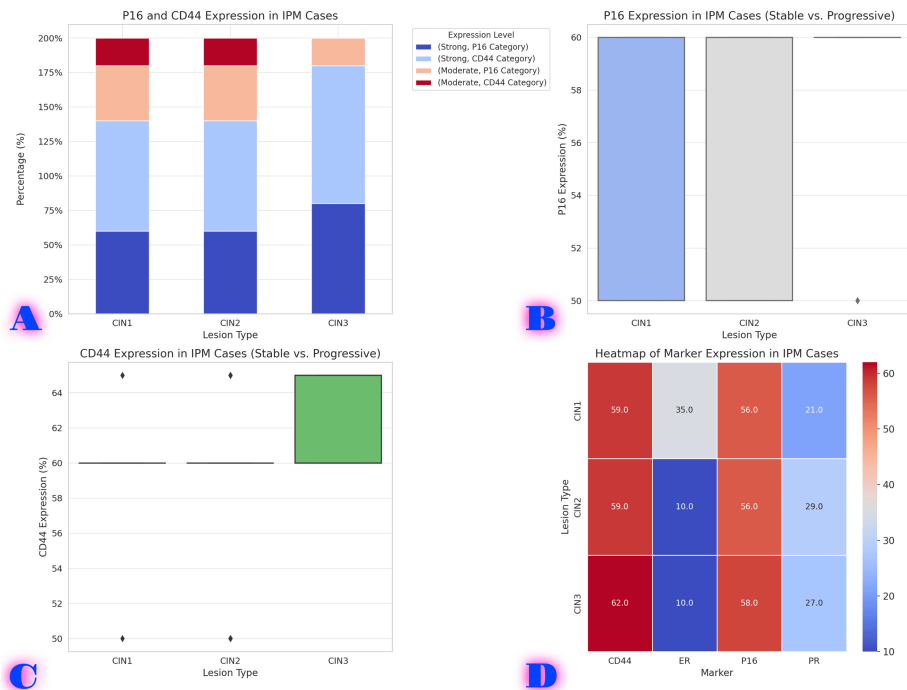 P16 and CD44 Expression in IPM Cases
200%
175%
150%
125%
100%
75%
50%
25%
0%
Percentage (%)
CIN1 CIN2 CIN3
Lesion Type
Expression Level
(Strong, P16 Category)
(Strong, CD44 Category)
(Moderate, P16 Category)
(Moderate, CD44 Category)
A
P16 Expression in IPM Cases (Stable vs. Progressive)
60
58
56
54
52
50
P16 Expression (%)
CIN1 CIN2 CIN3
Lesion Type
B
CD44 Expression in IPM Cases (Stable vs. Progressive)
64
62
60
58
56
54
52
50
CD44 Expression (%)
CIN1 CIN2 CIN3
Lesion Type
C
Heatmap of Marker Expression in IPM Cases
Lesion Type
CIN1 59.0 35.0 56.0 21.0
CIN2 59.0 10.0 56.0 29.0
CIN3 62.0 10.0 58.0 27.0
CD44 ER P16 PR
Marker
60
50
40
30
20
10
D